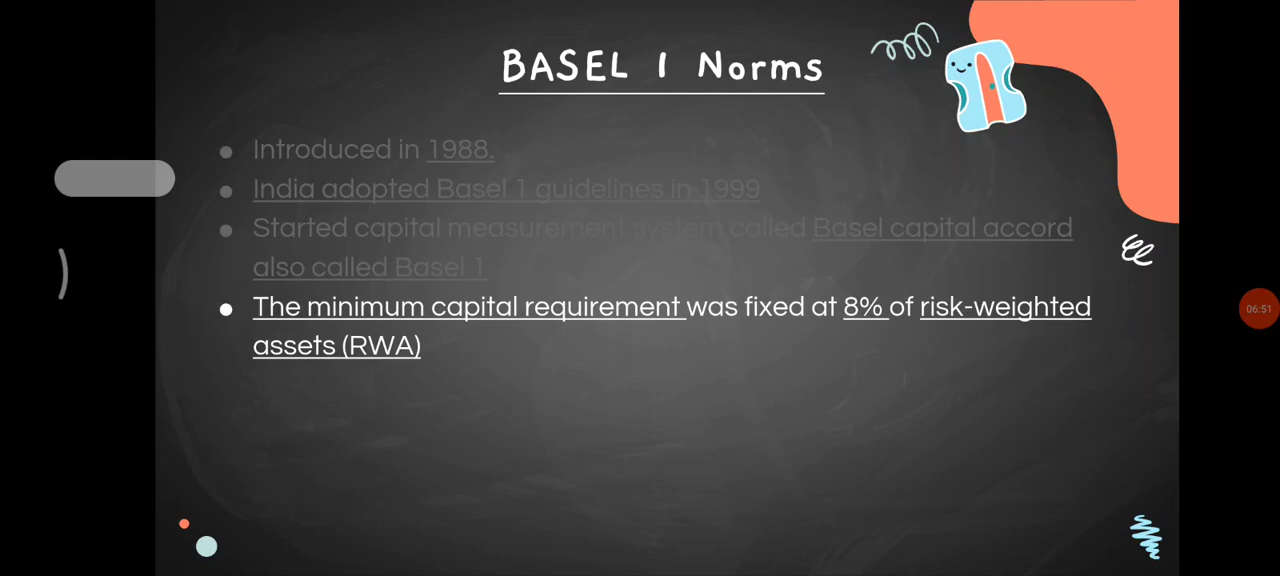 BASEL 1 Norms
Introduced in 1988.
India adopted Basel 1 guidelines in 1999
Started capital measurement system called Basel capital accord
also called Basel 1
The minimum capital requirement was fixed at 8% of risk-weighted
assets (RWA)
06:51